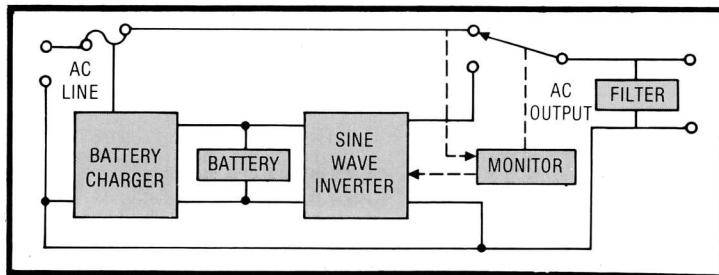 AC
LINE
BATTERY
CHARGER
BATTERY
SINE
WAVE
INVERTER
AC
OUTPUT
MONITOR
FILTER